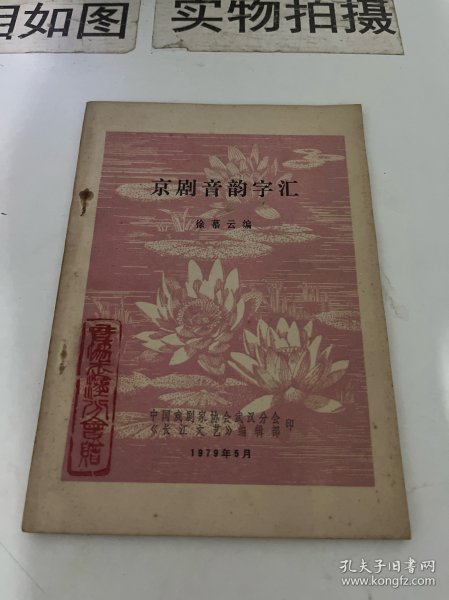 相如图
实物拍摄
京剧音韵字汇
徐慕云编
中国戏剧家协会武汉分会
《长江文艺》编辑部 印
1979年5月
孔夫子旧书网
www.kongfz.com